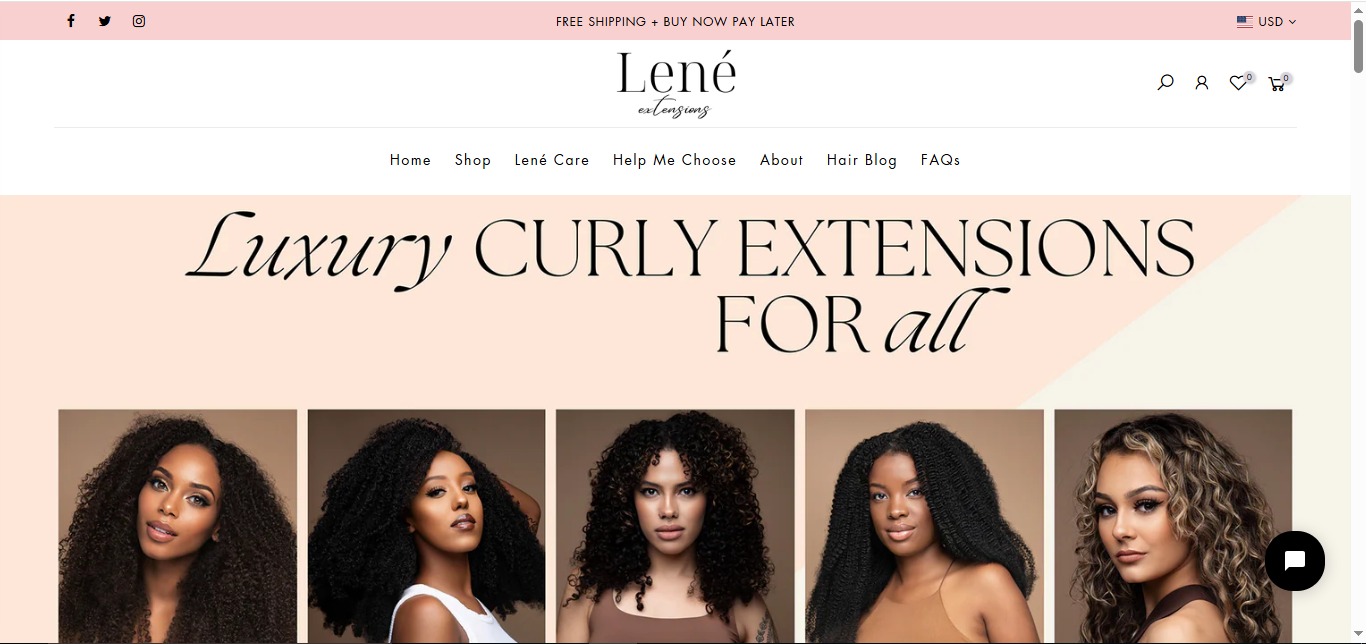 FREE SHIPPING + BUY NOW PAY LATER
USD
Lené
extensions
0
0
Home Shop Lené Care Help Me Choose About Hair Blog FAQs
Luxury CURLY EXTENSIONS
FOR all